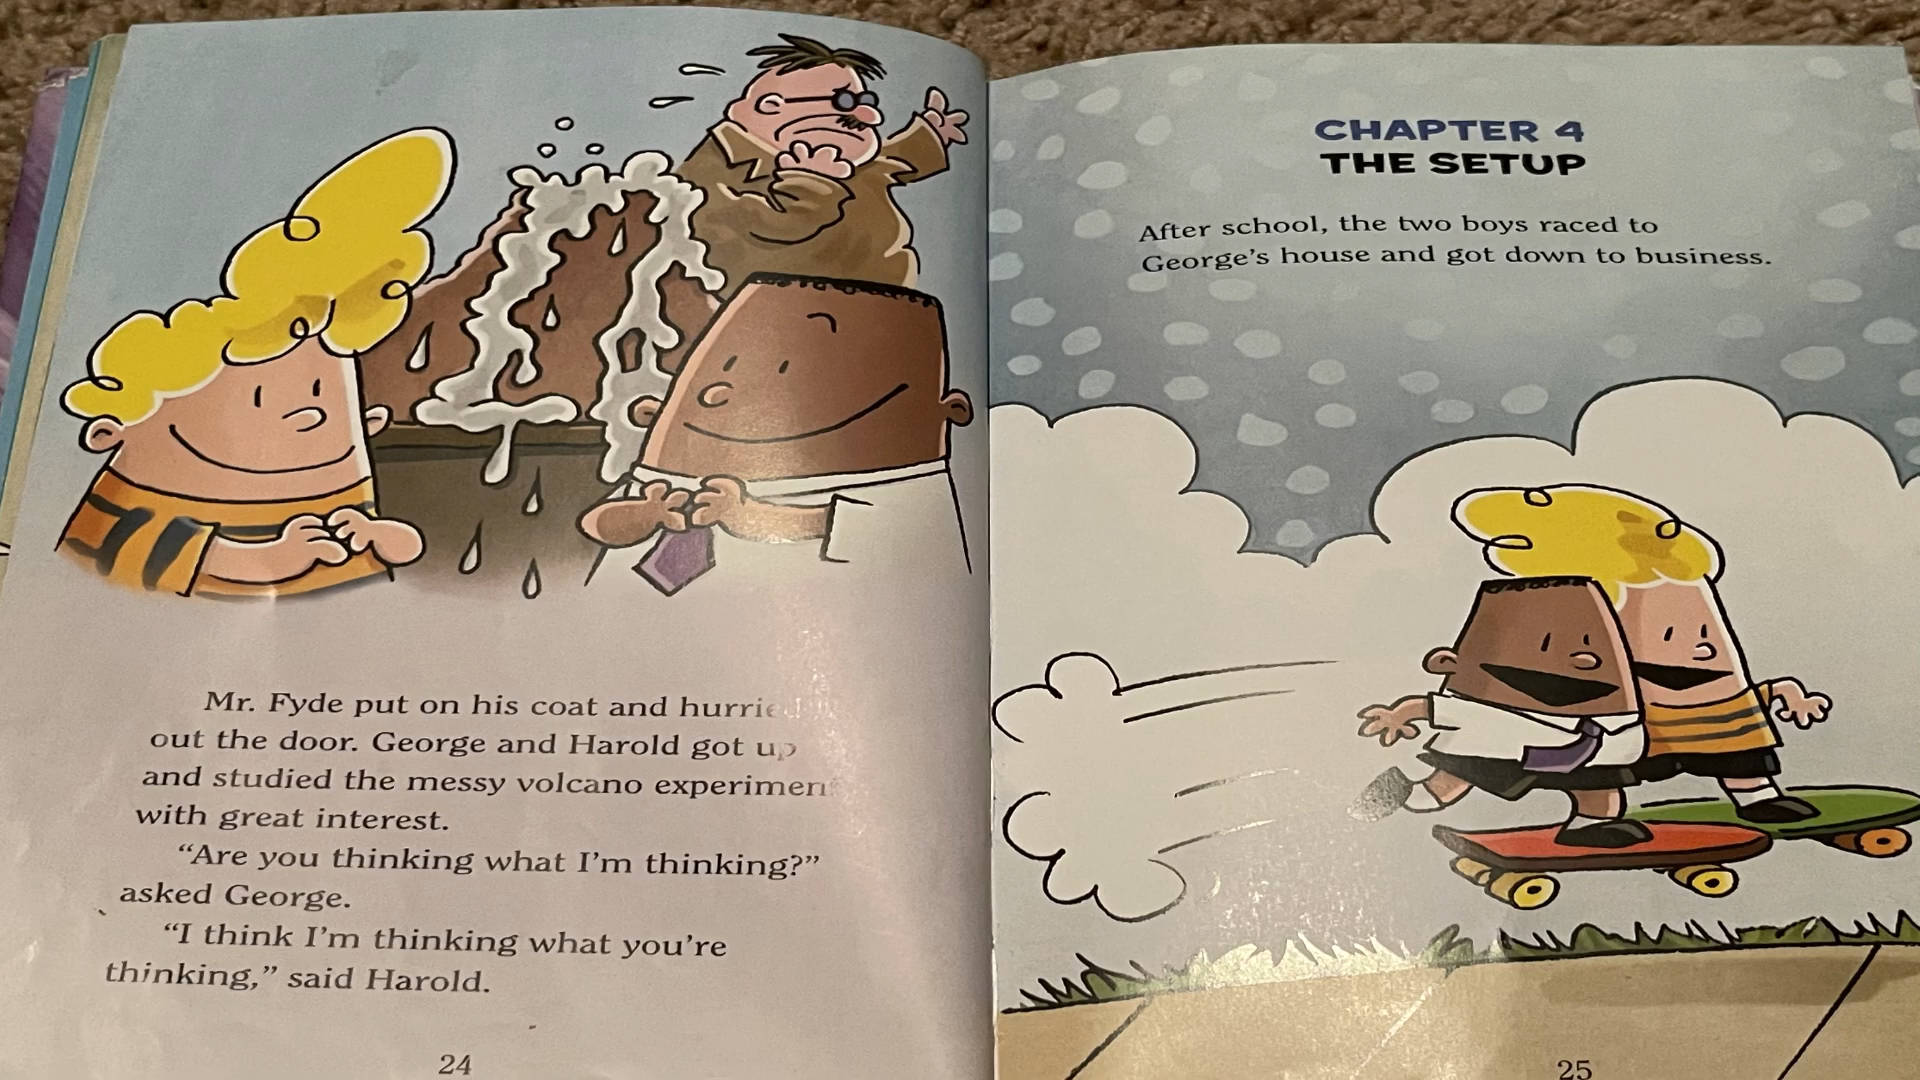 Mr. Fyde put on his coat and hurried
out the door. George and Harold got up
and studied the messy volcano experiment
with great interest.
“Are you thinking what I’m thinking?”
asked George.
“I think I’m thinking what you’re
thinking,” said Harold.
24
CHAPTER 4
THE SETUP
After school, the two boys raced to
George’s house and got down to business.
25